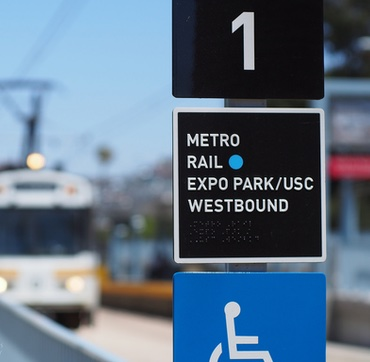 1
METRO
RAIL
EXPO PARK/USC
WESTBOUND